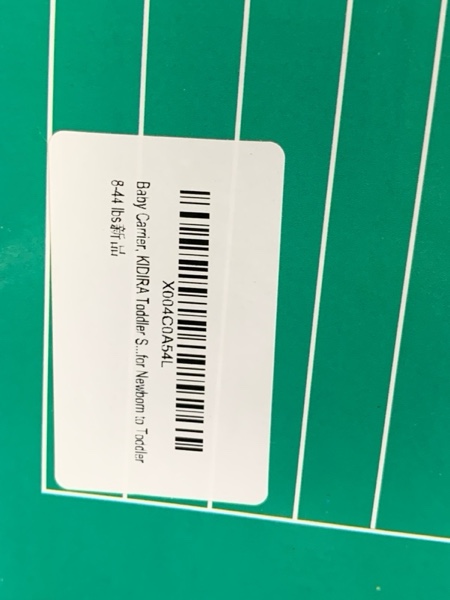 X004C0A54L
Baby Carrier, KIDIRA Toddler S...for Newborn to Toddler
8-44 lbs新品